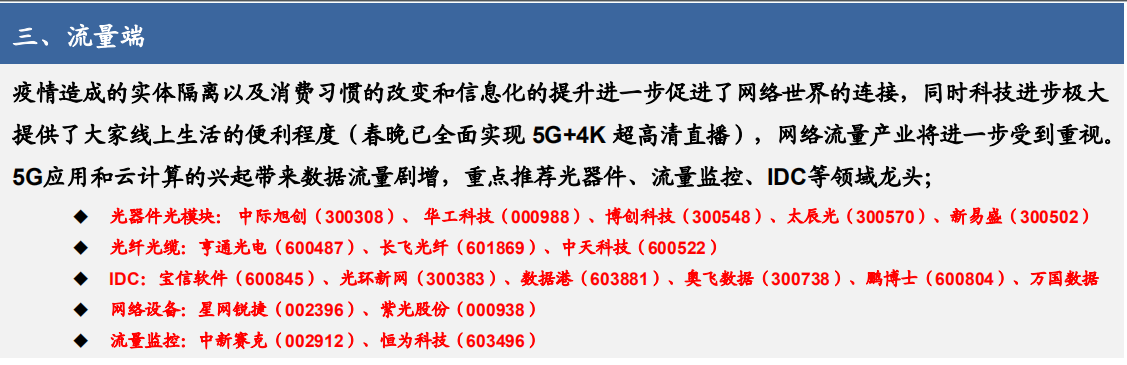 三、流量端
疫情造成的实体隔离以及消费习惯的改变和信息化的提升进一步促进了网络世界的连接，同时科技进步极大
提供了大家线上生活的便利程度（春晚已全面实现 5G+4K 超高清直播），网络流量产业将进一步受到重视。
5G应用和云计算的兴起带来数据流量剧增，重点推荐光器件、流量监控、IDC等领域龙头；
◆ 光器件光模块：中际旭创（300308）、华工科技（000988）、博创科技（300548）、太辰光（300570）、新易盛（300502）
◆ 光纤光缆：亨通光电（600487）、长飞光纤（601869）、中天科技（600522）
◆ IDC：宝信软件（600845）、光环新网（300383）、数据港（603881）、奥飞数据（300738）、鹏博士（600804）、万国数据
◆ 网络设备：星网锐捷（002396）、紫光股份（000938）
◆ 流量监控：中新赛克（002912）、恒为科技（603496）